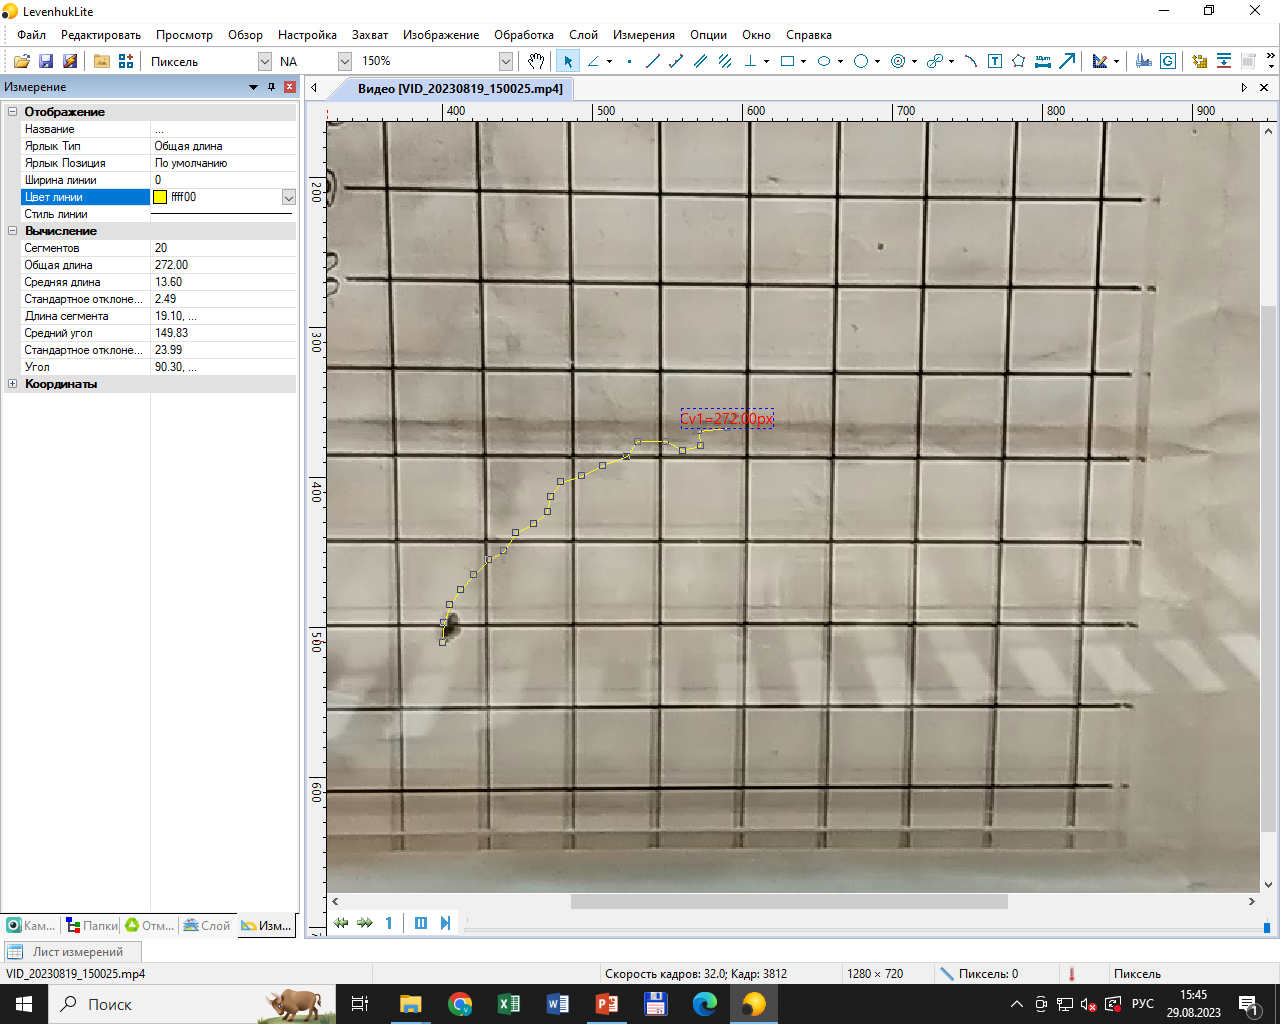 LevenhukLite
Файл Редактировать Просмотр Обзор Настройка Захват Изображение Обработка Слой Измерения Опции Окно Справка
Пиксель NA 150%
Измерение
Видео [VID_20230819_150025.mp4]
Отображение
Название ...
Ярлык Тип Общая длина
Ярлык Позиция По умолчанию
Ширина линии 0
Цвет линии ffff00
Стиль линии
Вычисление
Сегментов 20
Общая длина 272.00
Средняя длина 13.60
Стандартное отклоне... 2.49
Длина сегмента 19.10, ...
Средний угол 149.83
Стандартное отклоне... 23.99
Угол 90.30, ...
Координаты
400 500 600 700 800 900
200
300
400
500
600
Cv1=272.00px
1
Кам... Папки Отм... Слой Изм...
Лист измерений
VID_20230819_150025.mp4 Скорость кадров: 32.0; Кадр: 3812 1280 × 720 Пиксель: 0 Пиксель
Поиск
РУС
15:45
29.08.2023
1